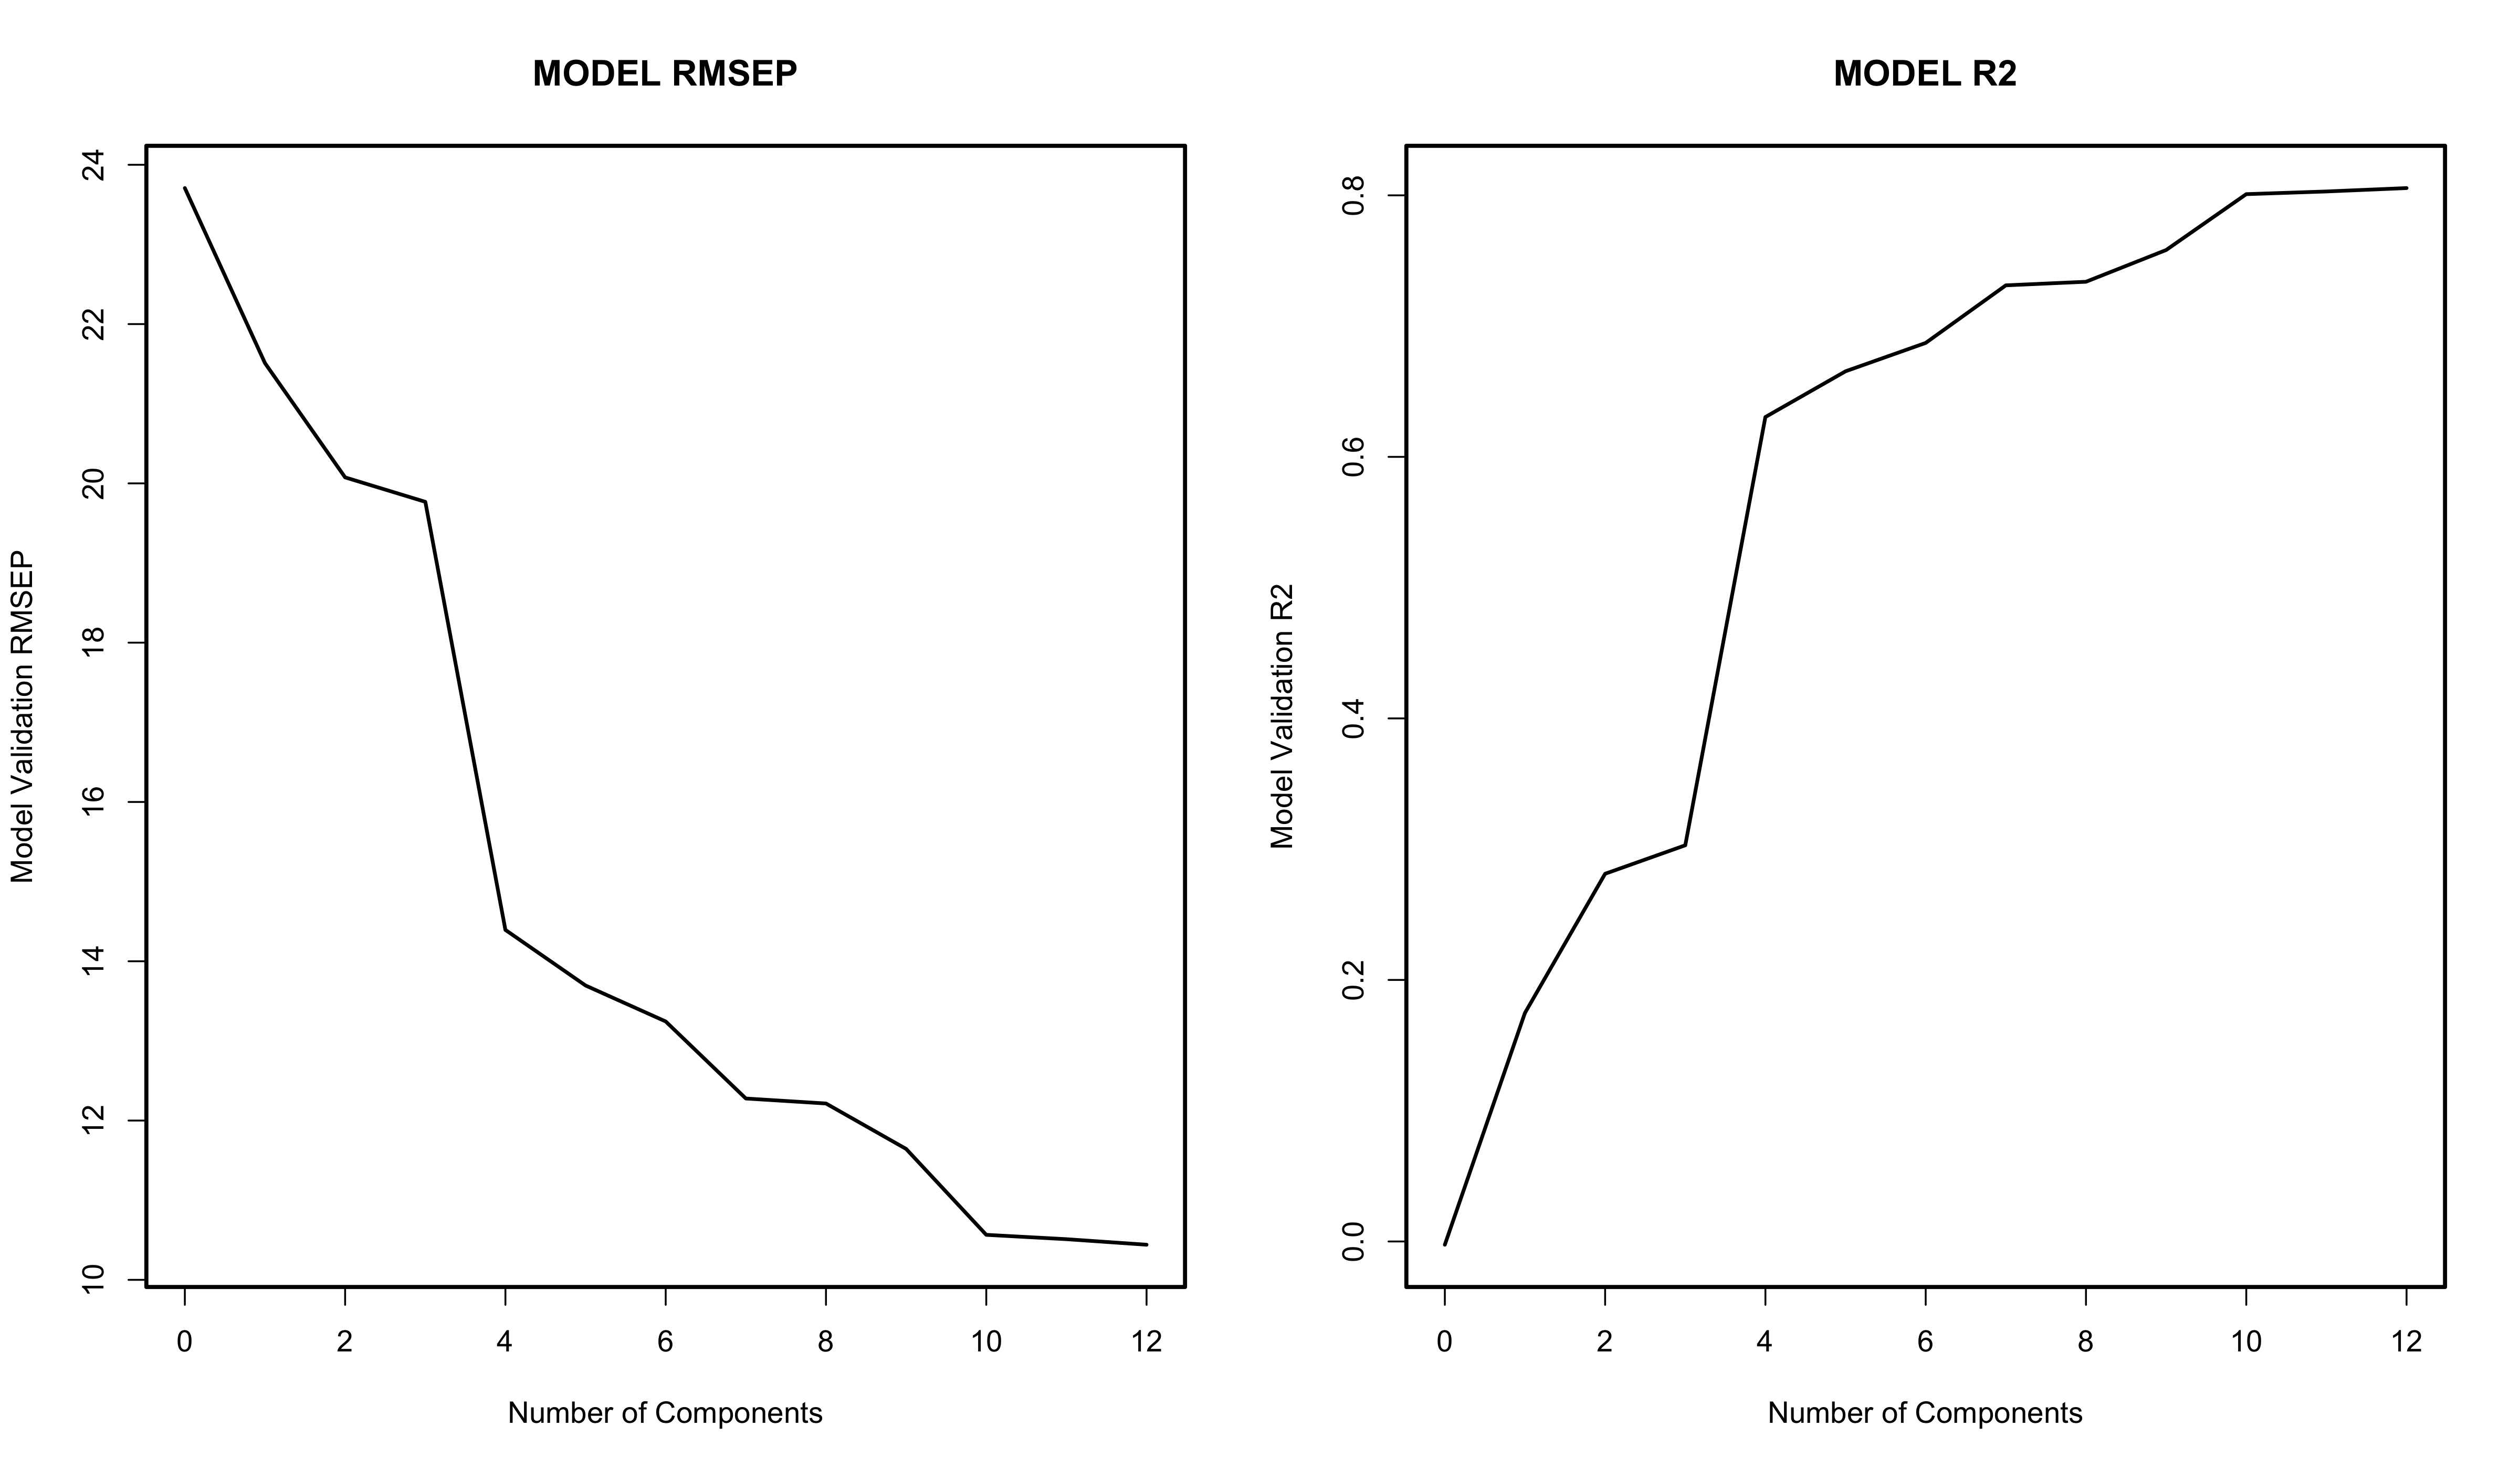 MODEL RMSEP
Model Validation RMSEP
24
22
20
18
16
14
12
10
0 2 4 6 8 10 12
Number of Components
MODEL R2
Model Validation R2
0.8
0.6
0.4
0.2
0.0
0 2 4 6 8 10 12
Number of Components